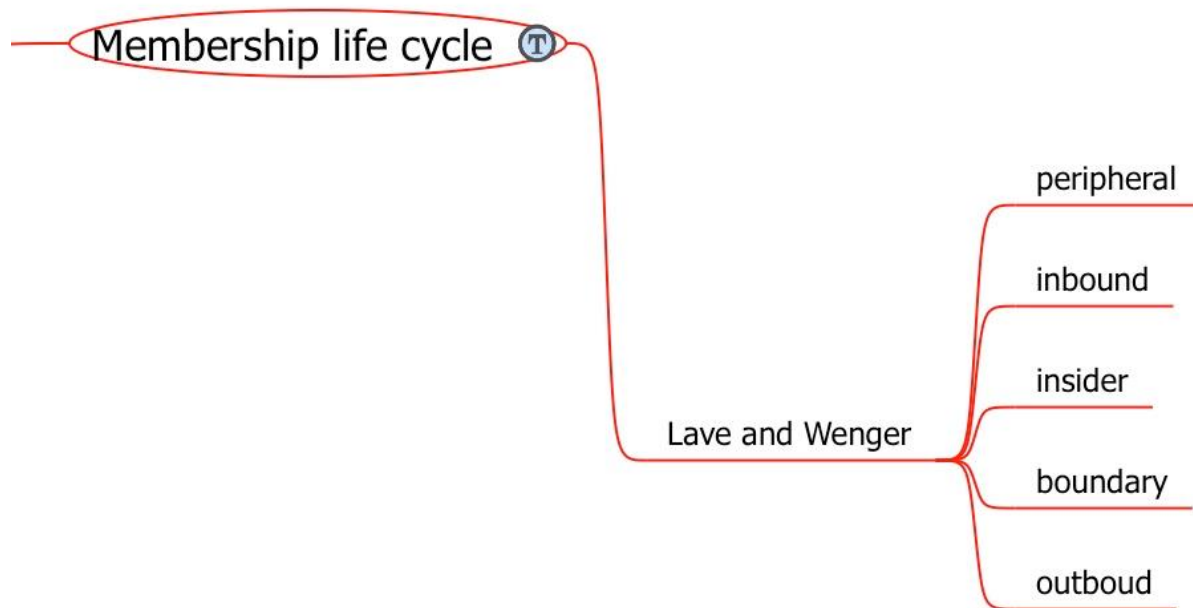 Membership life cycle T
Lave and Wenger
peripheral
inbound
insider
boundary
outboud